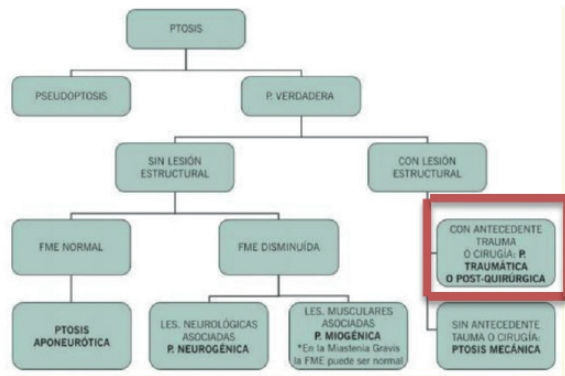 PTOSIS
PSEUDOPTOSIS
P. VERDADERA
SIN LESIÓN
ESTRUCTURAL
CON LESIÓN
ESTRUCTURAL
FME NORMAL
FME DISMINUÍDA
CON ANTECEDENTE
TRAUMA
O CIRUGÍA: P.
TRAUMÁTICA
O POST-QUIRÚRGICA
PTOSIS
APONEURÓTICA
LES. NEUROLÓGICAS
ASOCIADAS
P. NEUROGÉNICA
LES. MUSCULARES
ASOCIADAS
P. MIOGÉNICA
*En la Miastenia Gravis
la FME puede ser normal
SIN ANTECEDENTE
TAUMA O CIRUGÍA:
PTOSIS MECÁNICA